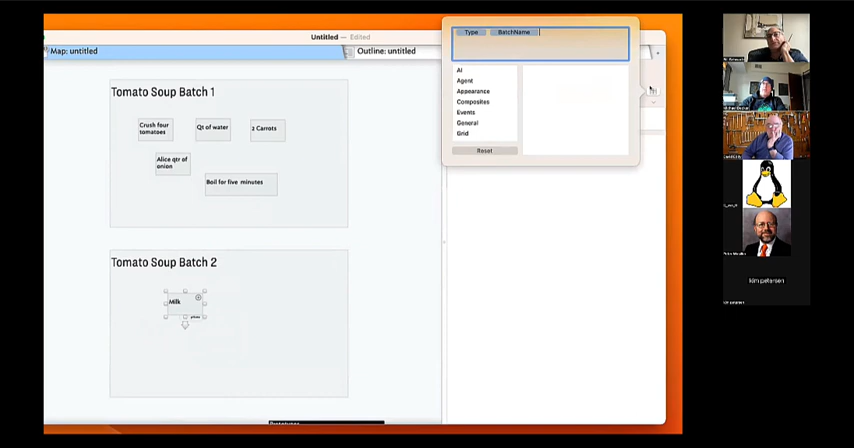 Untitled — Edited
Map: untitled
Outline: untitled
Type BatchName
AI
Agent
Appearance
Composites
Events
General
Grid
Reset
Tomato Soup Batch 1
Crush four
tomatoes
Qt of water
2 Carrots
Alice qtr of
onion
Boil for five minutes
Tomato Soup Batch 2
Milk
kim petersen